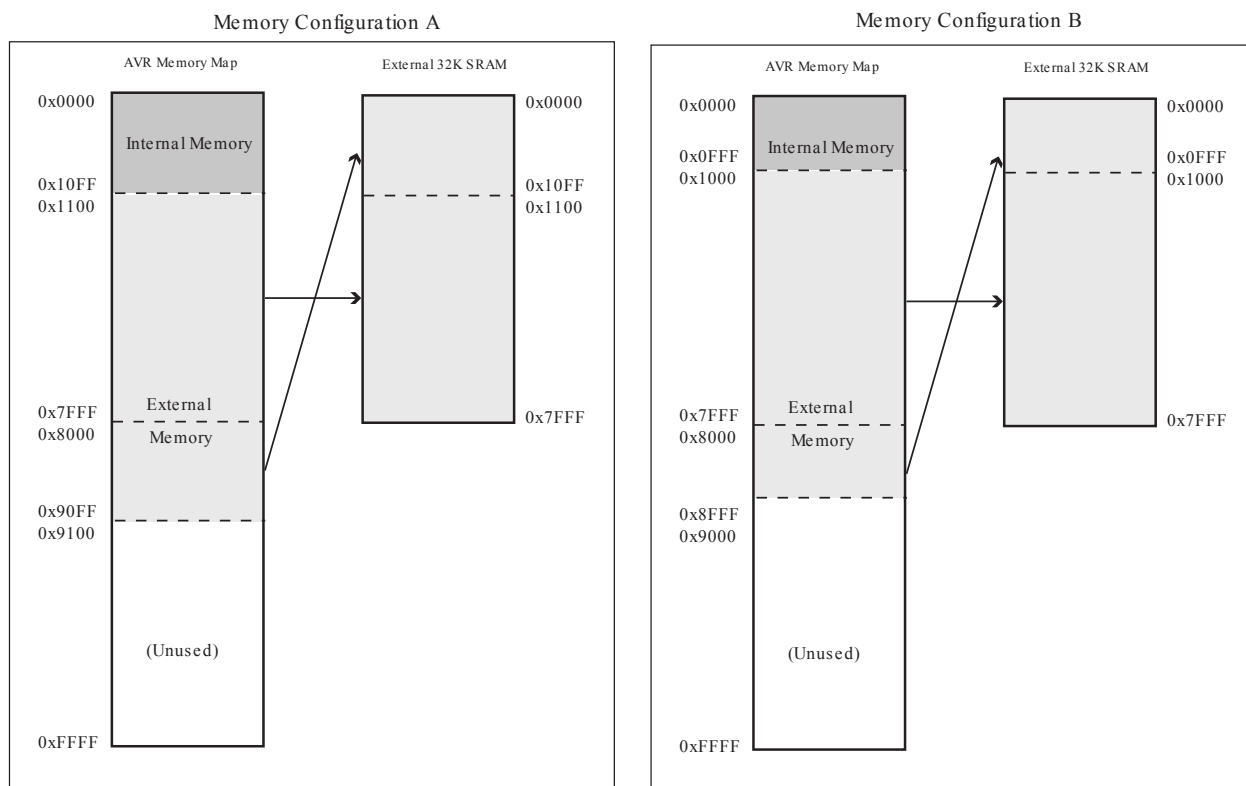 Memory Configuration A
AVR Memory Map
External 32K SRAM
0x0000
Internal Memory
0x10FF
0x1100
0x7FFF
0x8000
External
Memory
0x90FF
0x9100
(Unused)
0xFFFF
0x0000
0x10FF
0x1100
0x7FFF
Memory Configuration B
AVR Memory Map
External 32K SRAM
0x0000
Internal Memory
0x0FFF
0x1000
0x7FFF
0x8000
External
Memory
0x8FFF
0x9000
(Unused)
0xFFFF
0x0000
0x0FFF
0x1000
0x7FFF